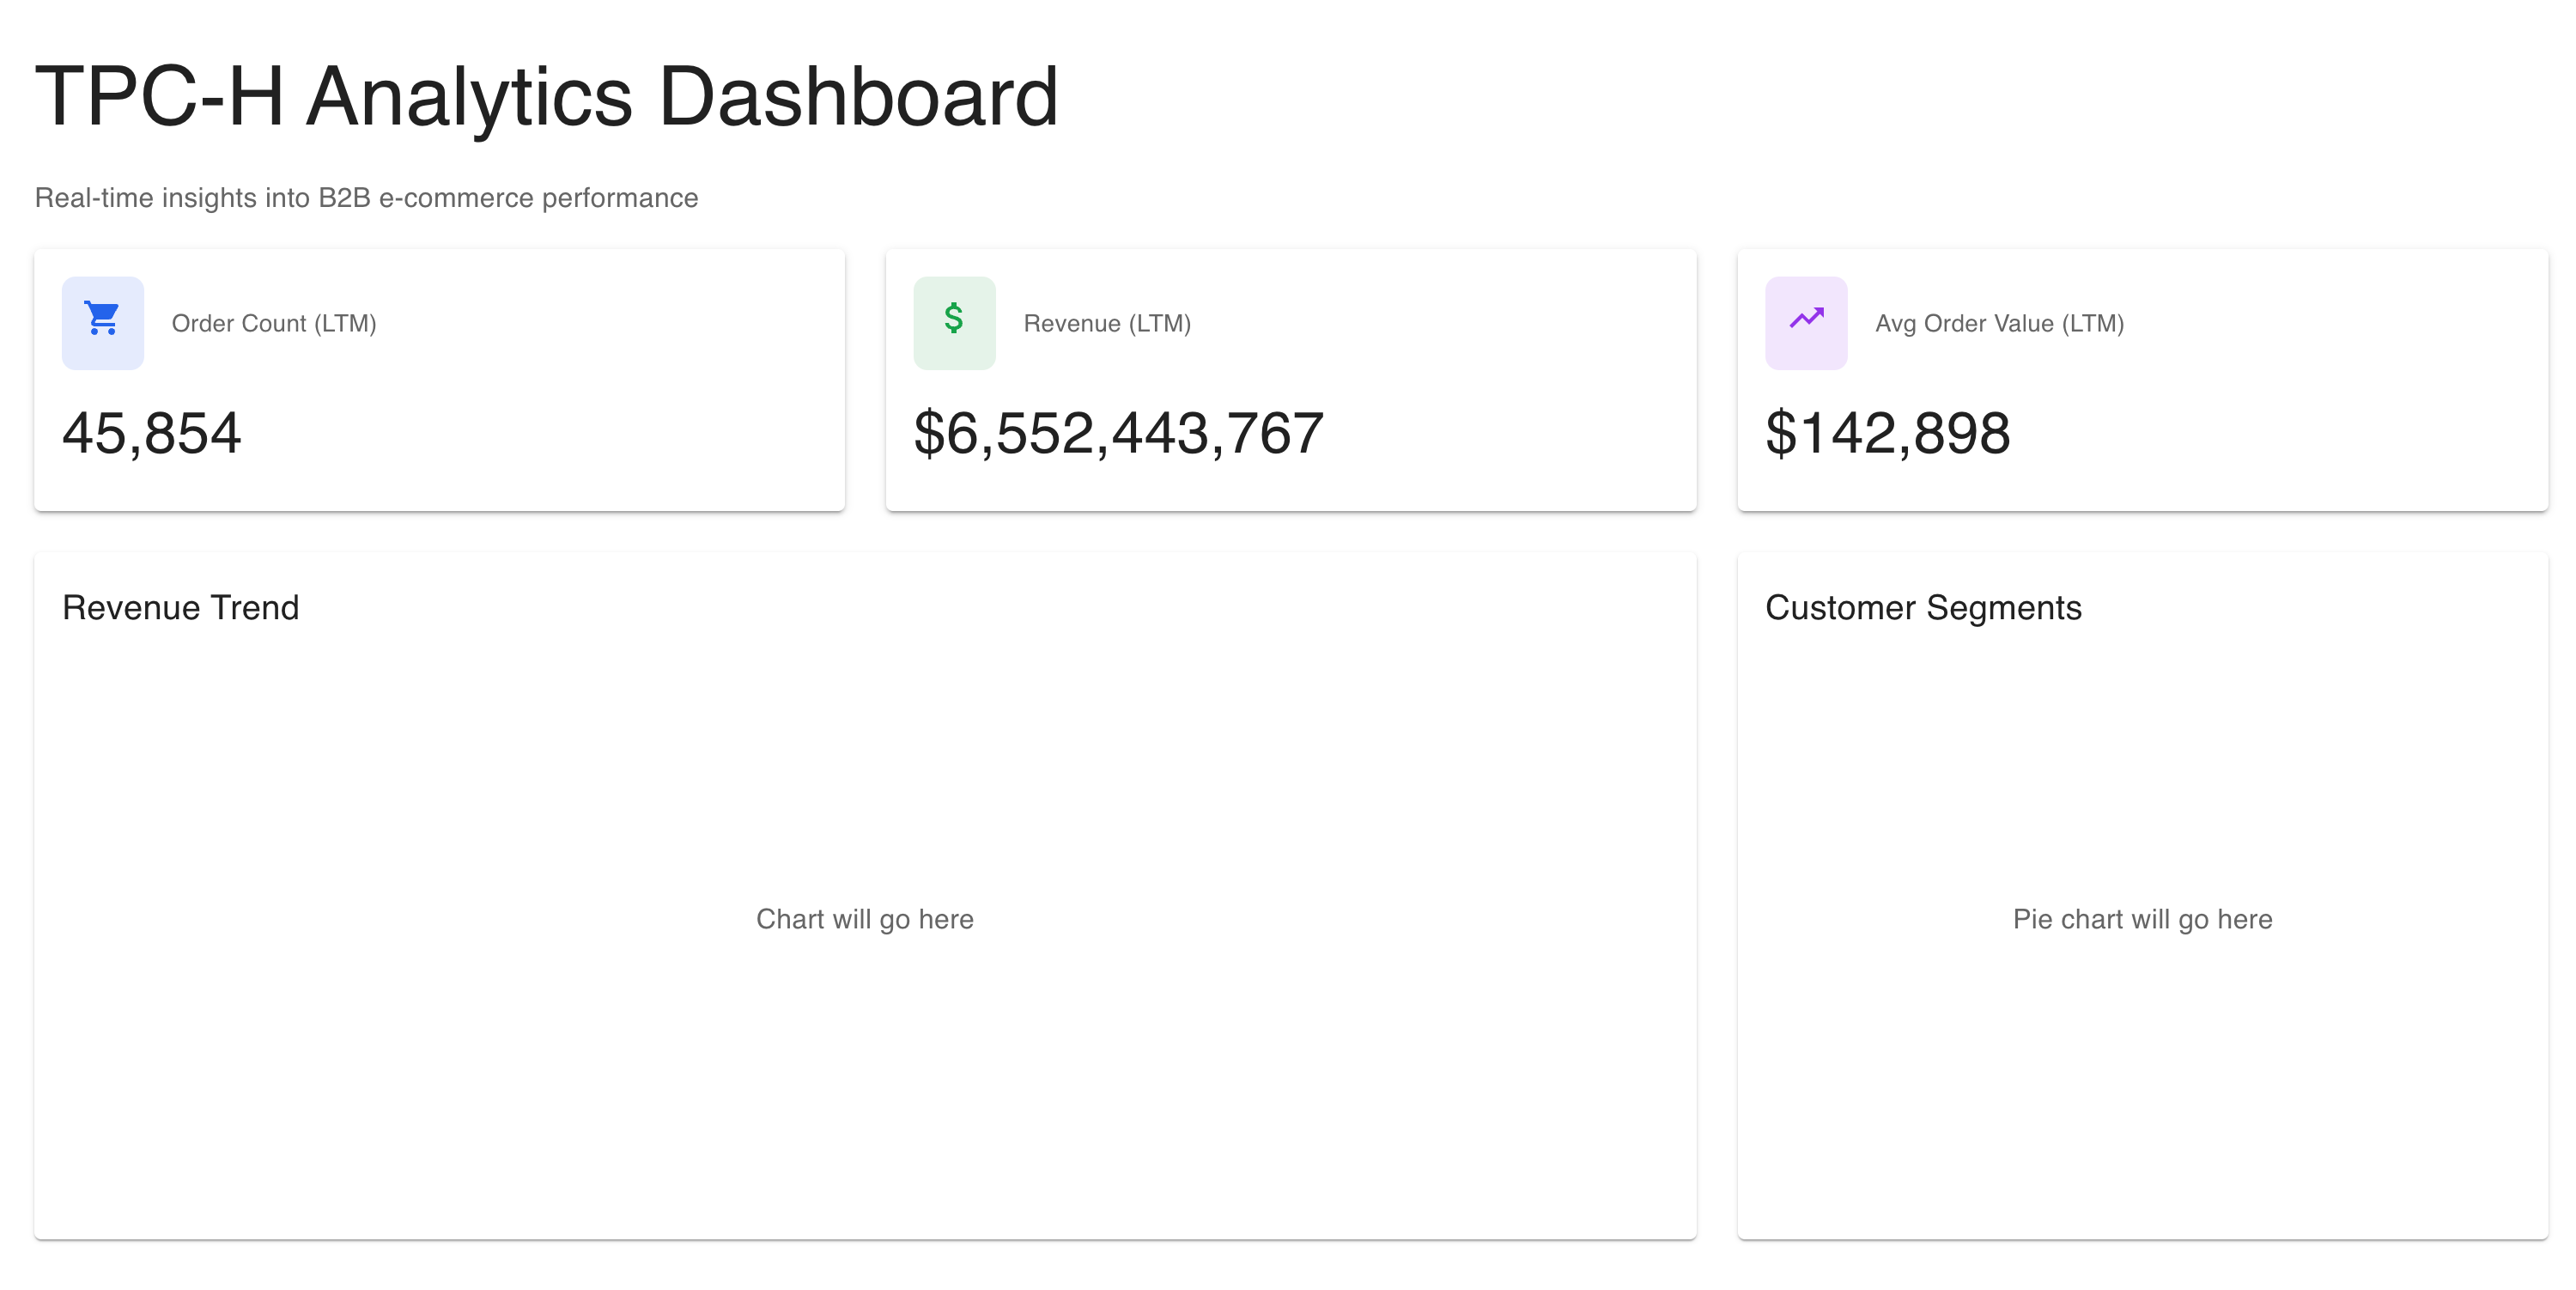 TPC-H Analytics Dashboard
Real-time insights into B2B e-commerce performance
Order Count (LTM)
45,854
Revenue (LTM)
$6,552,443,767
Avg Order Value (LTM)
$142,898
Revenue Trend
Chart will go here
Customer Segments
Pie chart will go here